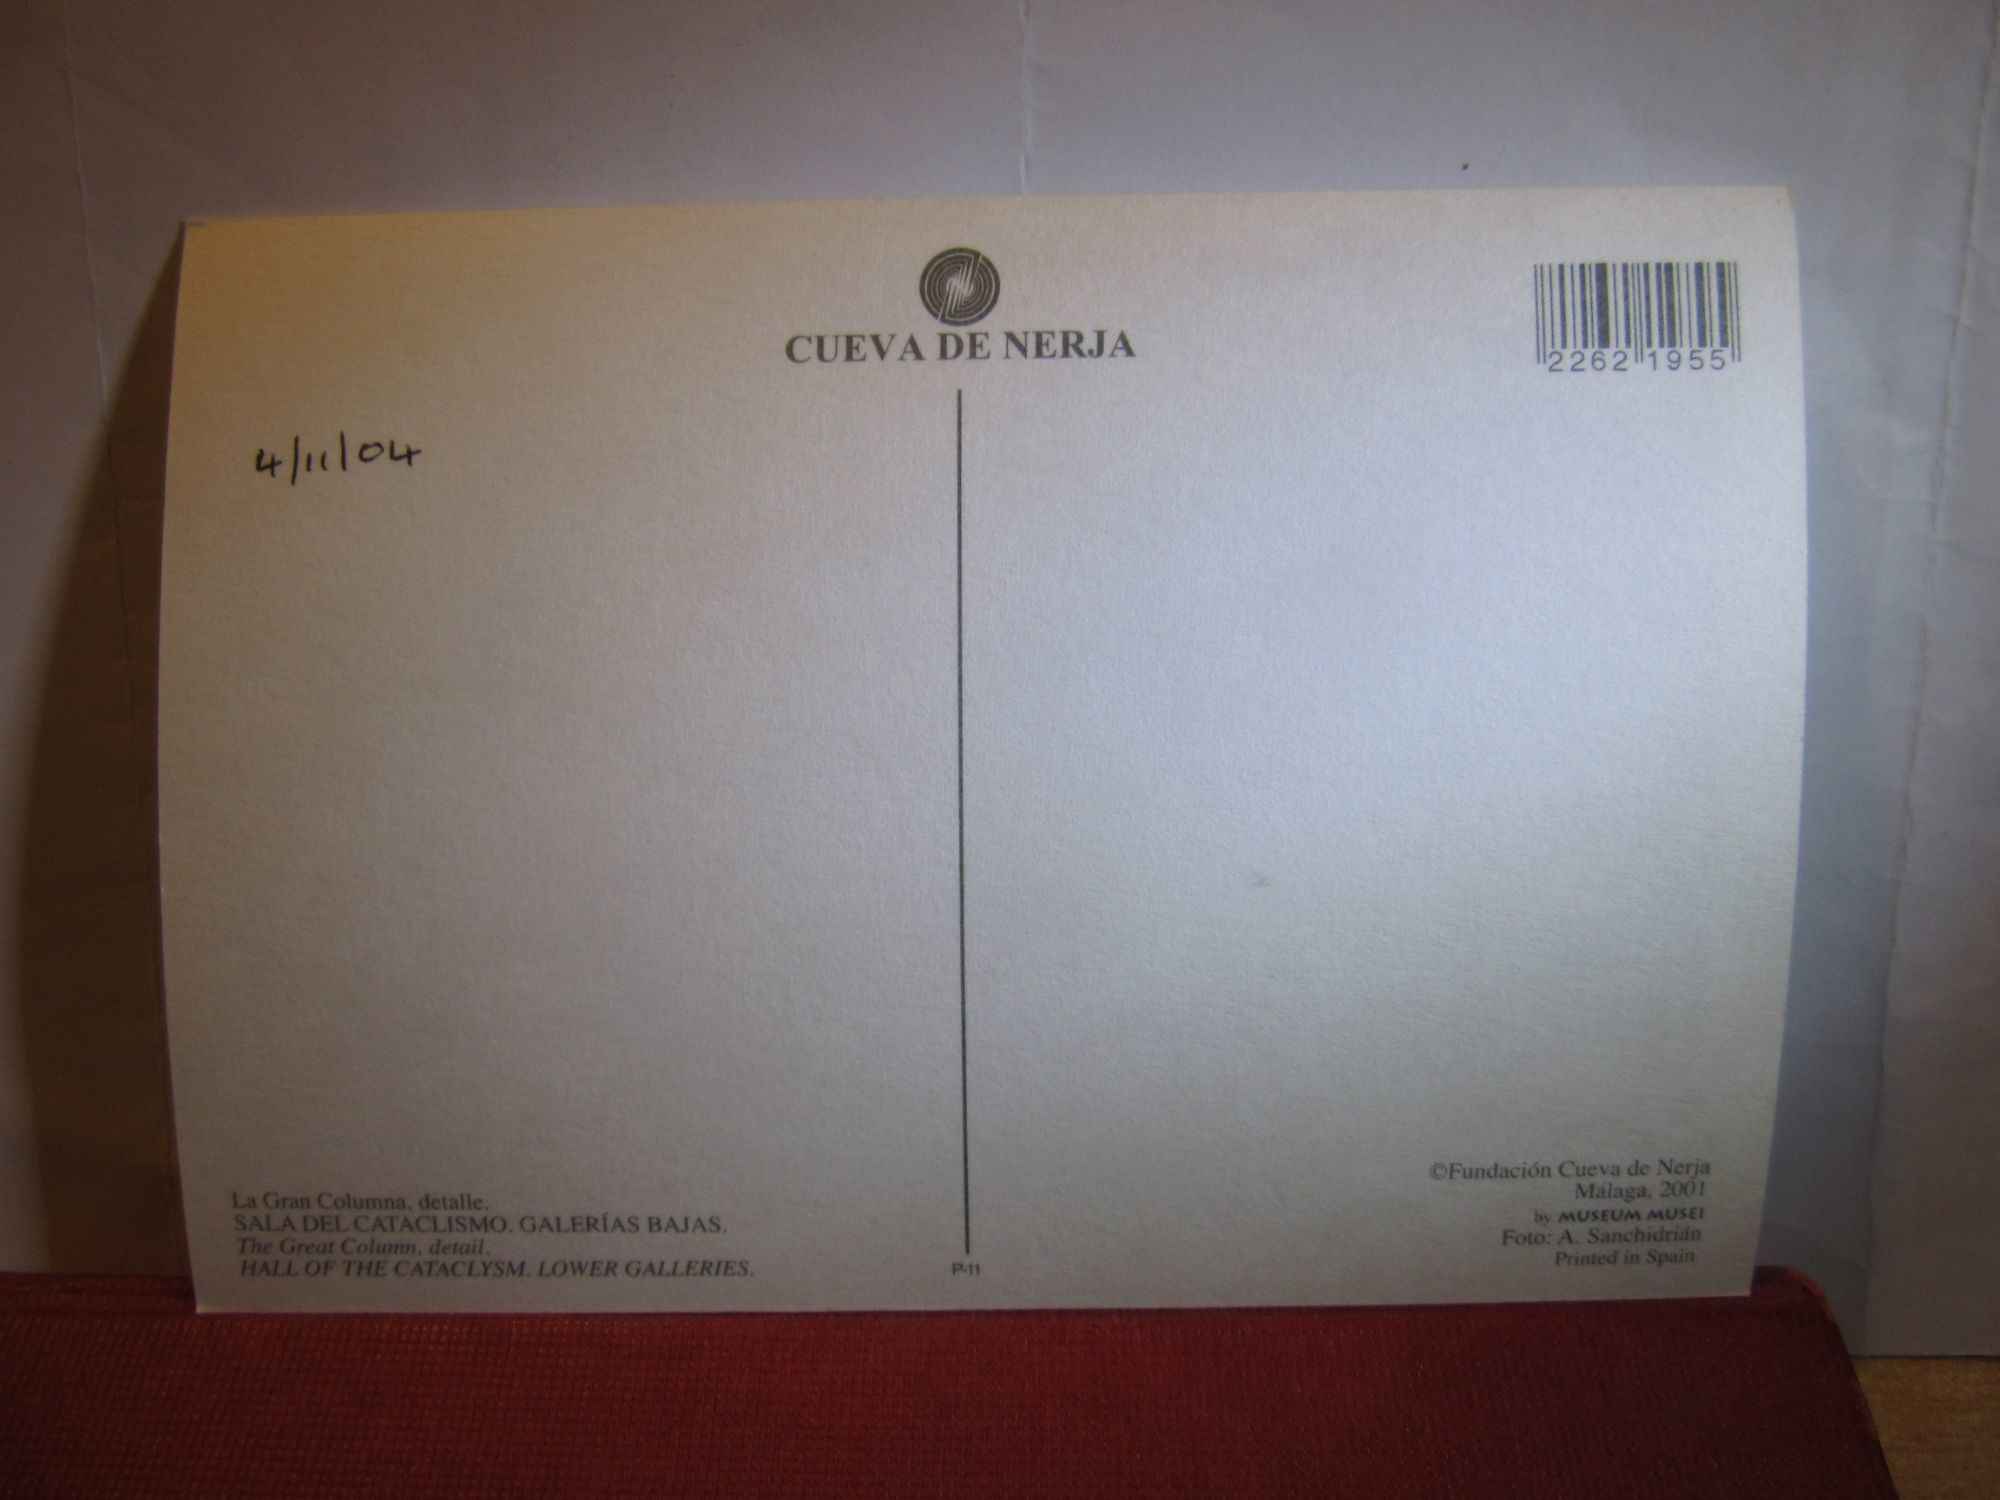 CUEVA DE NERJA
2262 1955
4/11/04
La Gran Columna, detalle.
SALA DEL CATACLISMO. GALERÍAS BAJAS.
The Great Column, detail.
HALL OF THE CATACLYSM. LOWER GALLERIES.
P-11
©Fundación Cueva de Nerja
Málaga, 2001
by MUSEUM MUSEI
Foto: A. Sanchidrián
Printed in Spain